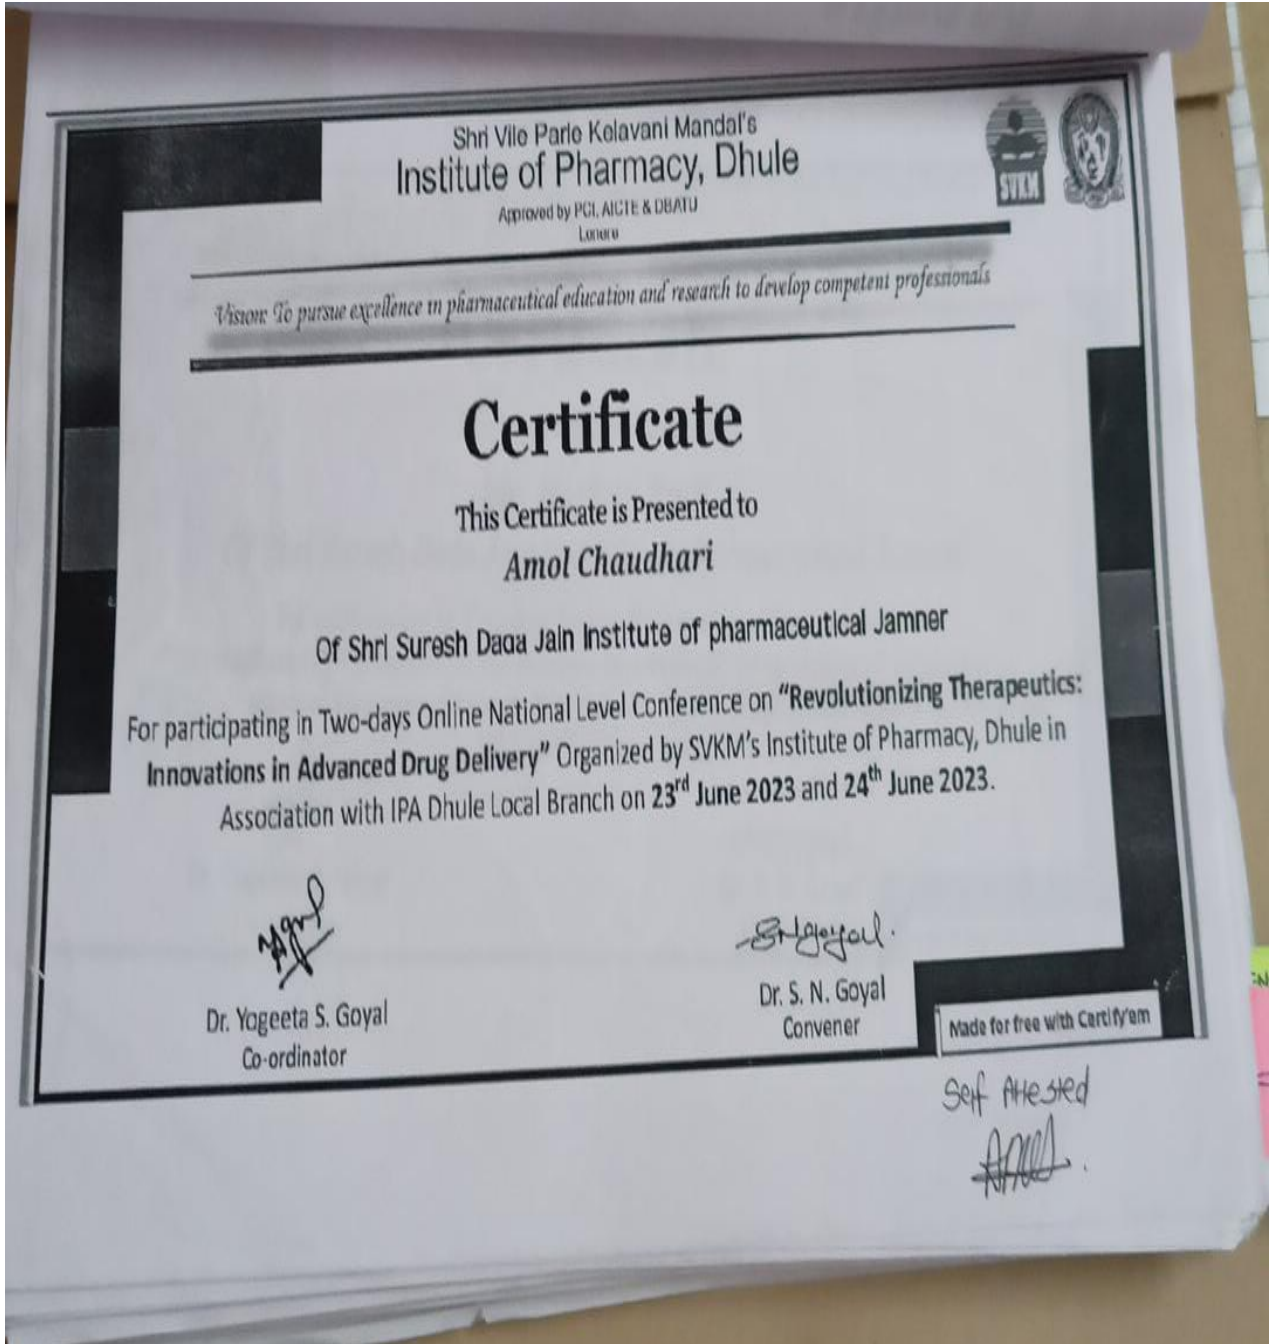 Shri Vile Parle Kelavani Mandal's
Institute of Pharmacy, Dhule
Approved by PCI, AICTE & DBATU
Lonere
SVKM
Vision: To pursue excellence in pharmaceutical education and research to develop competent professionals
Certificate
This Certificate is Presented to
Amol Chaudhari
Of Shri Suresh Dada Jain Institute of pharmaceutical Jamner
For participating in Two-days Online National Level Conference on “Revolutionizing Therapeutics:
Innovations in Advanced Drug Delivery” Organized by SVKM's Institute of Pharmacy, Dhule in
Association with IPA Dhule Local Branch on 23rd June 2023 and 24th June 2023.
Dr. Yogeeta S. Goyal
Co-ordinator
SNGoyal.
Dr. S. N. Goyal
Convener
Made for free with Certify'em
Self Attested